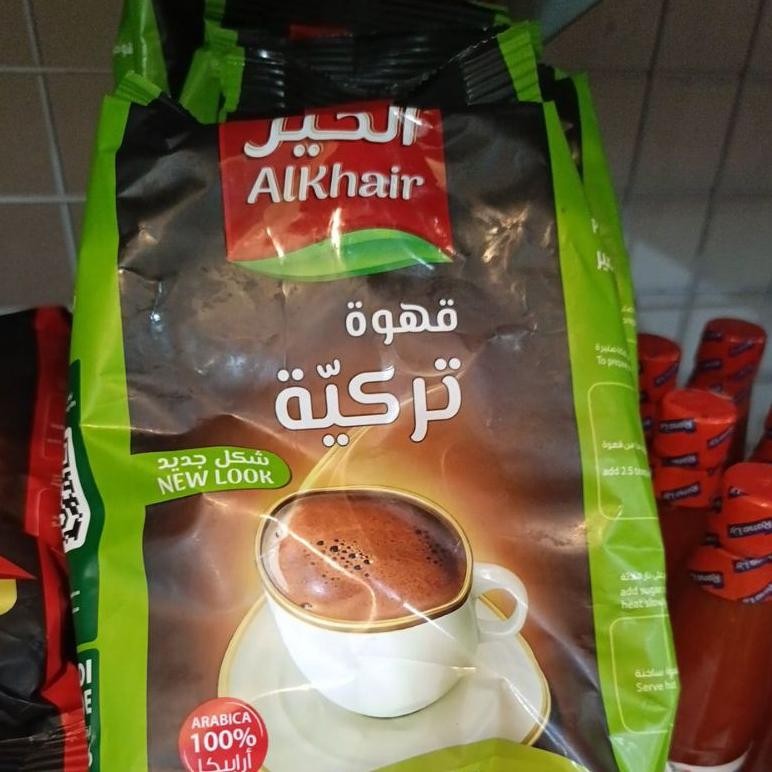 الخير
AlKhair
قهوة
تركيّة
شكل جديد
NEW LOOK
ARABICA
100%
أرابيكا
To prepare
add 2.5
add sugar
heat slow
Serve hot